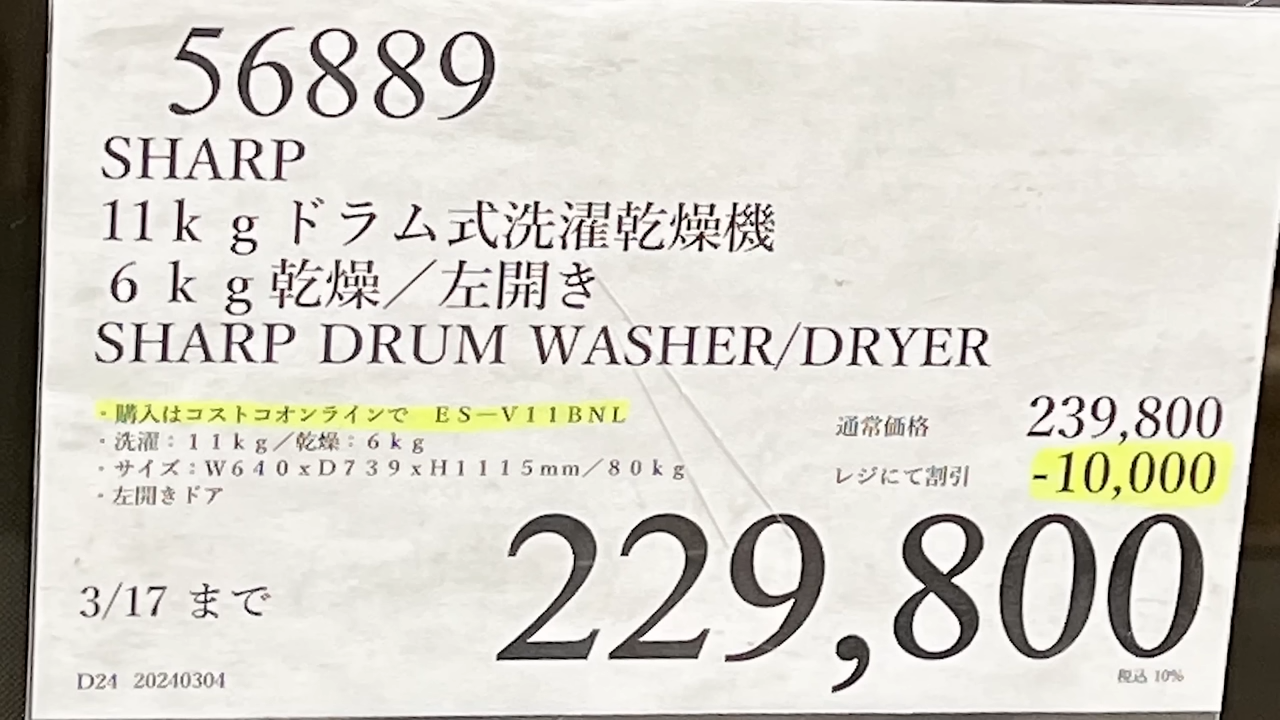 56889
SHARP
11ｋｇドラム式洗濯乾燥機
６ｋｇ乾燥／左開き
SHARP DRUM WASHER/DRYER
・購入はコストコオンラインで　ＥＳ－Ｖ１１ＢＮＬ
・洗濯：１１ｋｇ／乾燥：６ｋｇ
・サイズ：Ｗ６４０ｘＤ７３９ｘＨ１１１５ｍｍ／８０ｋｇ
・左開きドア
通常価格 239,800
レジにて割引 -10,000
229,800
3/17 まで
税込 10%
D24 20240304